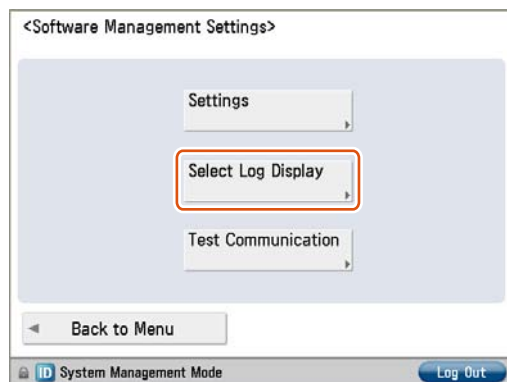 <Software Management Settings>
Settings
Select Log Display
Test Communication
Back to Menu
ID System Management Mode
Log Out